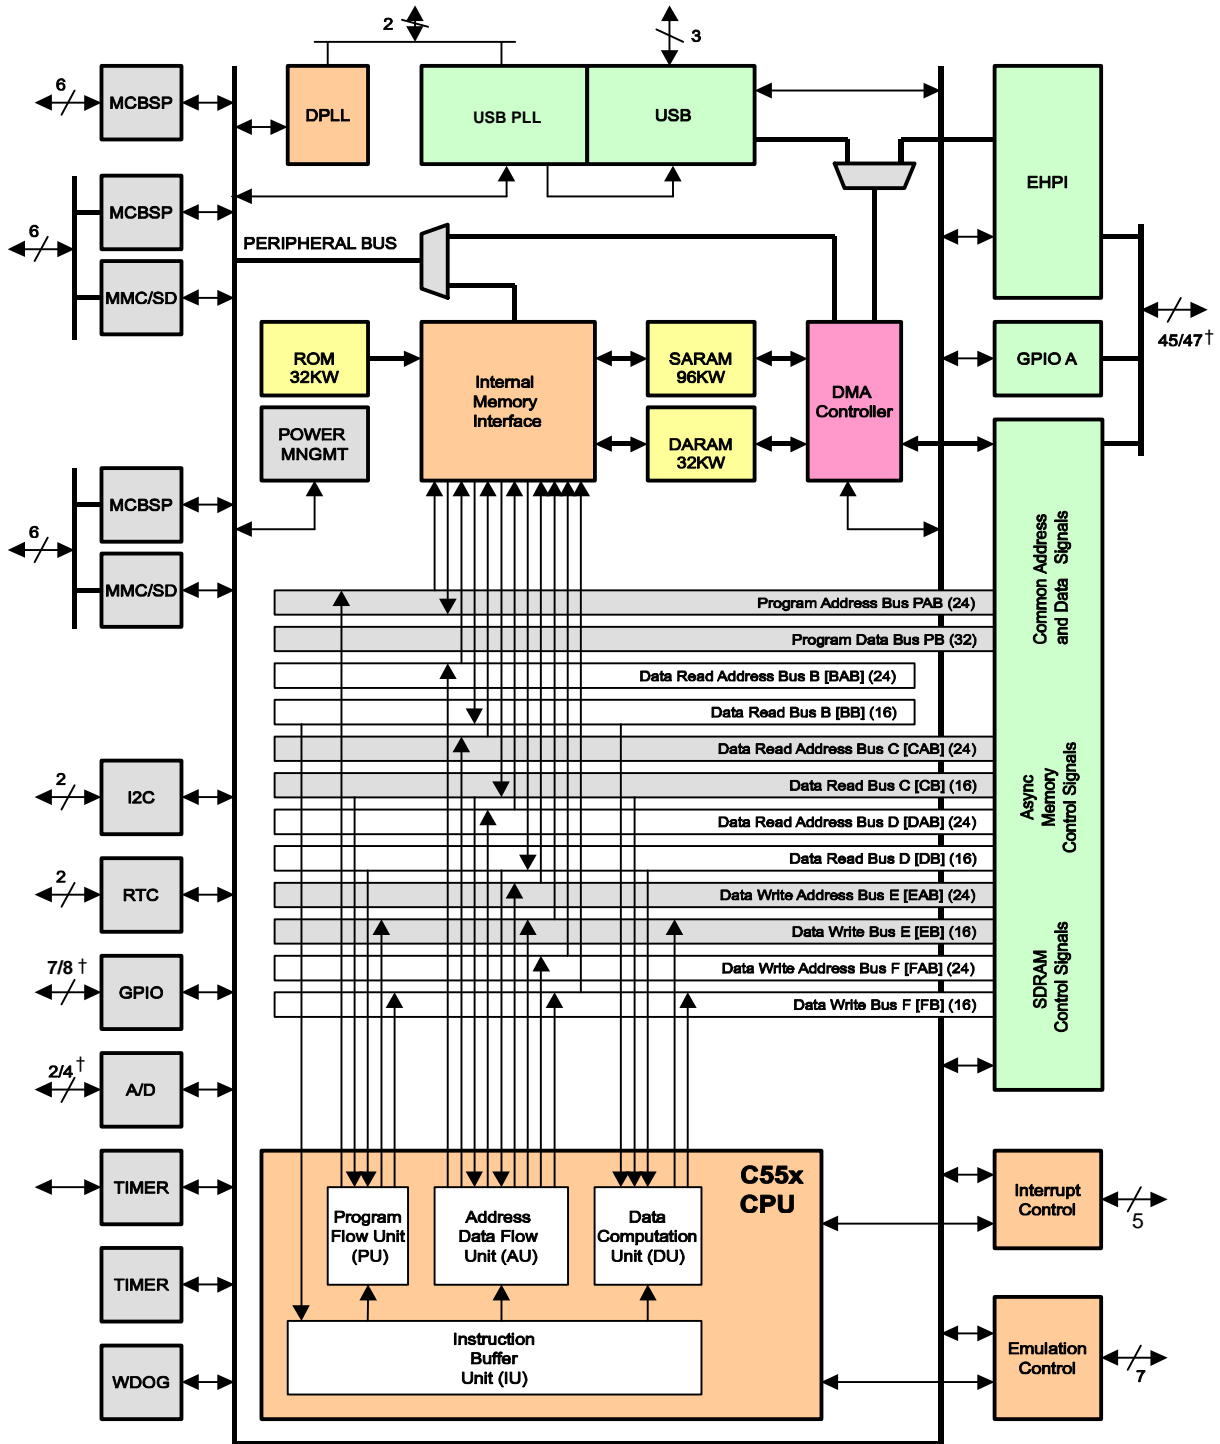 2
3
6
MCBSP
DPLL
USB PLL
USB
EHPI
MCBSP
6
PERIPHERAL BUS
MMC/SD
45/47†
ROM
32KW
Internal
Memory
Interface
SARAM
96KW
DMA
Controller
GPIO A
POWER
MNGMT
DARAM
32KW
MCBSP
6
MMC/SD
Common Address
and Data Signals
Program Address Bus PAB (24)
Program Data Bus PB (32)
Data Read Address Bus B [BAB] (24)
Data Read Bus B [BB] (16)
Data Read Address Bus C [CAB] (24)
Data Read Bus C [CB] (16)
Data Read Address Bus D [DAB] (24)
Data Read Bus D [DB] (16)
Data Write Address Bus E [EAB] (24)
Data Write Bus E [EB] (16)
Data Write Address Bus F [FAB] (24)
Data Write Bus F [FB] (16)
Async
Memory
Control Signals
SDRAM
Control Signals
2
I2C
2
RTC
7/8 †
GPIO
2/4 †
A/D
TIMER
TIMER
WDOG
C55x
CPU
Program
Flow Unit
(PU)
Address
Data Flow
Unit (AU)
Data
Computation
Unit (DU)
Instruction
Buffer
Unit (IU)
Interrupt
Control
5
Emulation
Control
7